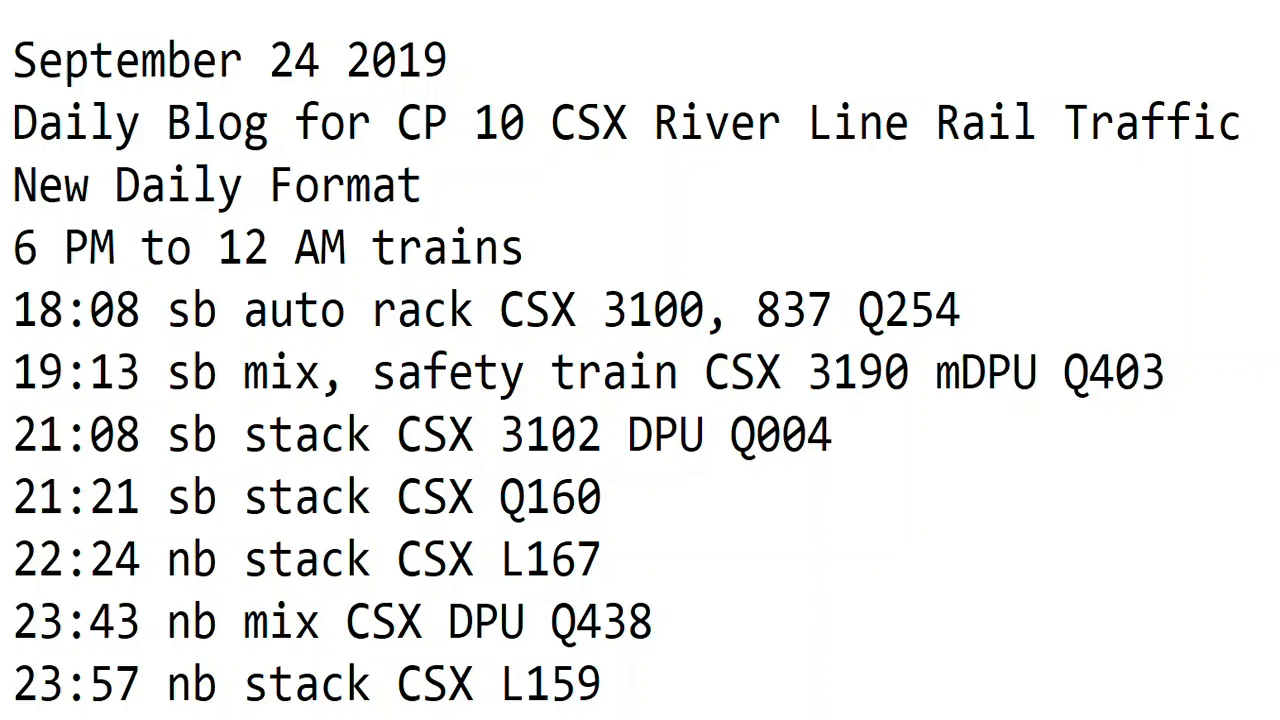 September 24 2019
Daily Blog for CP 10 CSX River Line Rail Traffic
New Daily Format
6 PM to 12 AM trains
18:08 sb auto rack CSX 3100, 837 Q254
19:13 sb mix, safety train CSX 3190 mDPU Q403
21:08 sb stack CSX 3102 DPU Q004
21:21 sb stack CSX Q160
22:24 nb stack CSX L167
23:43 nb mix CSX DPU Q438
23:57 nb stack CSX L159